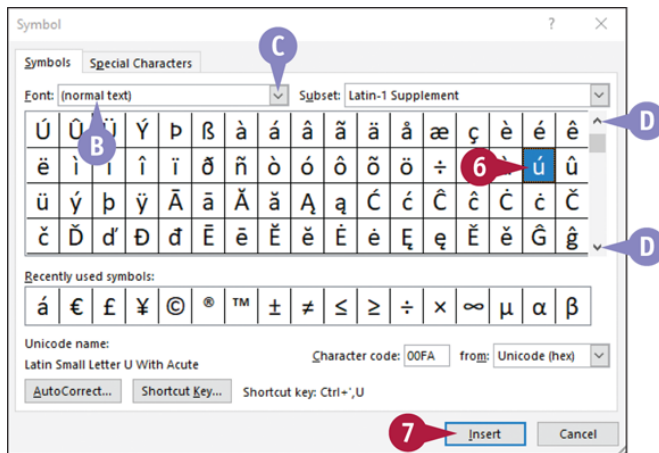 Symbol ? ×
C
Symbols Special Characters
Font: (normal text) Subset: Latin-1 Supplement
Ú Û Ü Ý Þ ß à á â ã ä å æ ç è é ê D
B
ë ì î ï ð ñ ò ó ô õ ö ÷ 6 ú û
ü ý þ ÿ Ā ā Ă ă Ą ą Ć ć Ĉ ĉ Ċ ċ Č
č Ď ď Đ đ Ē ē Ĕ ĕ Ė ė Ę ę Ě ě Ĝ ĝ D
Recently used symbols:
á € £ ¥ © ® ™ ± ≠ ≤ ≥ ÷ × ∞ µ α β
Unicode name:
Latin Small Letter U With Acute Character code: 00FA from: Unicode (hex)
AutoCorrect... Shortcut Key... Shortcut key: Ctrl+',U
7 Insert Cancel